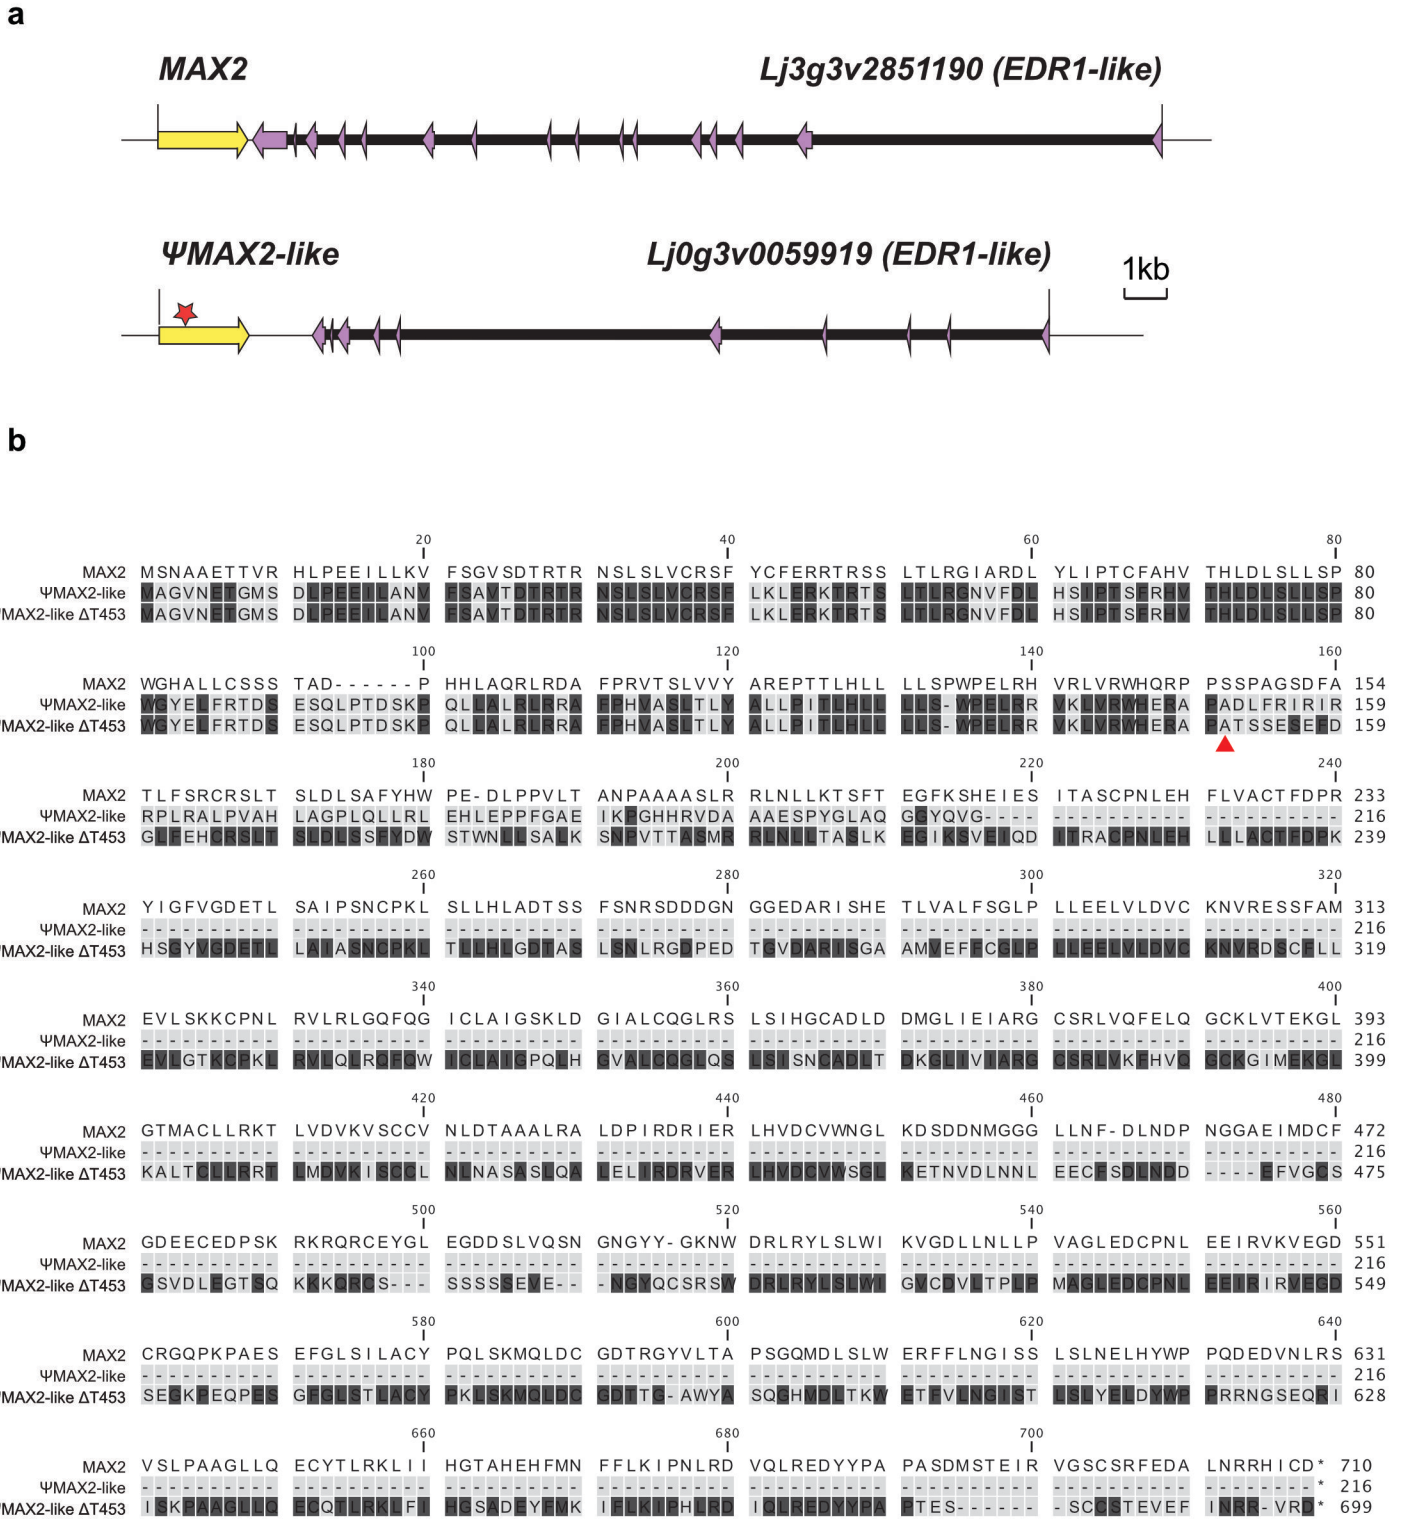 a
MAX2 Lj3g3v2851190 (EDR1-like)
ΨMAX2-like Lj0g3v0059919 (EDR1-like)
1kb
b
20 40 60 80
MAX2 MSNAAETTVR HLPEEILLKV FSGVSDTRTR NSLSLVCRSF YCFERRTRSS LTLRGIARDL YLIPTCFAHV THLDLSLLSP 80
ΨMAX2-like MAGVNETGMS DLPEEILANV FSAVTDTRTR NSLSLVCRSF LKLERKTRTS LTLRGNVFDL HSIPTSFRHV THLDLSLLSP 80
MAX2-like ΔT453 MAGVNETGMS DLPEEILANV FSAVTDTRTR NSLSLVCRSF LKLERKTRTS LTLRGNVFDL HSIPTSFRHV THLDLSLLSP 80
100 120 140 160
MAX2 WGHALLCSSS TAD------P HHLAQRLRDA FPRVTSLVVY AREPTTLHLL LLSPWPELRH VRLVRWHQRP PSSPAGSDFA 154
ΨMAX2-like WGYELFRTDS ESQLPTDSKP QLLALRLRRA FPHVASLTLY ALLPITLHLL LLS-WPELRR VKLVRWHERA PADLFRIRIR 159
MAX2-like ΔT453 WGYELFRTDS ESQLPTDSKP QLLALRLRRA FPHVASLTLY ALLPITLHLL LLS-WPELRR VKLVRWHERA PATSSESEFD 159
180 200 220 240
MAX2 TLFSRCRSLT SLDLSAFYHW PE-DLPPVLT ANPAAAASLR RLNLLKTSFT EGFKSHEIES ITASCPNLEH FLVACTFDPR 233
ΨMAX2-like RPLRALPVAH LAGPLQLLRL EHLEPPFGAE IKPGHHRVDA AAESPYGLAQ GGYQVG---- ---------- ---------- 216
MAX2-like ΔT453 GLFEHCRSLT SLDLSSFYDW STWNLLSALK SNPVTTASMR RLNLLTASLK EGIKSVEIQD ITRACPNLEH LLLACTFDPK 239
260 280 300 320
MAX2 YIGFVGDETL SAIPSNCPKL SLLHLADTSS FSNRSDDDGN GGEDARISHE TLVALFSGLP LLEELVLDVC KNVRESSFAM 313
ΨMAX2-like ---------- ---------- ---------- ---------- ---------- ---------- ---------- ---------- 216
MAX2-like ΔT453 HSGYVGDETL LAIASNCPKL TLLHLGDTAS LSNLRGDPED TGVDARISGA AMVEFFCGLP LLEELVLDVC KNVRDSCFLL 319
340 360 380 400
MAX2 EVLSKKCPNL RVLRLGQFQG ICLAIGSKLD GIALCQGLRS LSIHGCADLD DMGLIEIARG CSRLVQFELQ GCKLVTEKGL 393
ΨMAX2-like ---------- ---------- ---------- ---------- ---------- ---------- ---------- ---------- 216
MAX2-like ΔT453 EVLGTKCPKL RVLQLRQFQW ICLAIGPQLH GVALCQGLQS LSISNCADLT DKGLIVIARG CSRLVKFHVQ GCKGIMEKGL 399
420 440 460 480
MAX2 GTMACLLRKT LVDVKVSCCV NLDTAAALRA LDPIRDRIER LHVDCVWNGL KDSDDNMGGG LLNF-DLNDP NGGAEIMDCF 472
ΨMAX2-like ---------- ---------- ---------- ---------- ---------- ---------- ---------- ---------- 216
MAX2-like ΔT453 KALTCLLRRT LMDVKISCCL NLNASASLQA LELIRDRVER LHVDCVWSGL KETNVDLNNL EECFSDLNDD ----EFVGCS 475
500 520 540 560
MAX2 GDEECEDPSK RKRQRCEYGL EGDDSLVQSN GNGYY-GKNW DRLRYLSLWI KVGDLLNLLP VAGLEDCPNL EEIRVKVEGD 551
ΨMAX2-like ---------- ---------- ---------- ---------- ---------- ---------- ---------- ---------- 216
MAX2-like ΔT453 GSVDLEGTSQ KKKQRCS--- SSSSSEVE-- -NGYQCSRSW DRLRYLSLWI GVCDVLTPLP MAGLEDCPNL EEIRIRVEGD 549
580 600 620 640
MAX2 CRGQPKPAES EFGLSILACY PQLSKMQLDC GDTRGYVLTA PSGQMDLSLW ERFFLNGISS LSLNELHYWP PQDEDVNLRS 631
ΨMAX2-like ---------- ---------- ---------- ---------- ---------- ---------- ---------- ---------- 216
MAX2-like ΔT453 SEGKPEQPES GFGLSTLACY PKLSKMQLDC GDTTG-AWYA SQGHMDLTKW ETFVLNGIST LSLYELDYWP PRRNGSEQRI 628
660 680 700
MAX2 VSLPAAGLLQ ECYTLRKLII HGTAHEHFMN FFLKIPNLRD VQLREDYYPA PASDMSTEIR VGSCSRFEDA LNRRHICD* 710
ΨMAX2-like ---------- ---------- ---------- ---------- ---------- ---------- ---------- --------* 216
MAX2-like ΔT453 ISKPAAGLLQ ECQTLRKLFI HGSADEYFMK IFLKIPHLRD IQLREDYYPA PTES------ -SCCSTEVEF INRR-VRD* 699